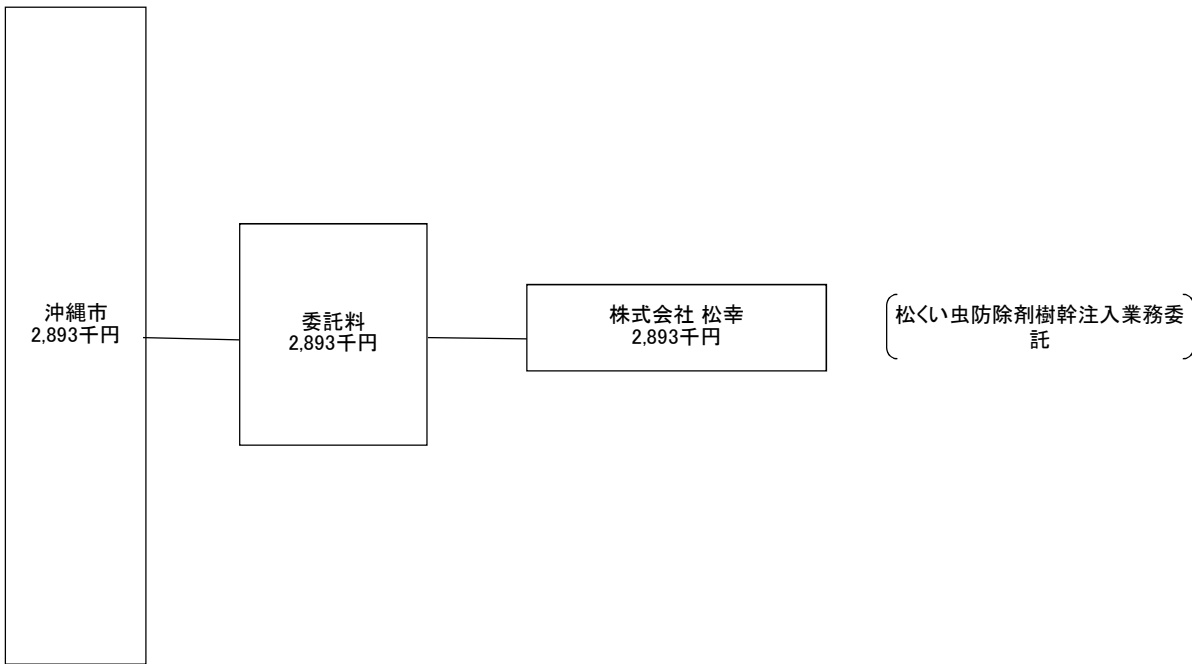 沖縄市
2,893千円
委託料
2,893千円
株式会社 松幸
2,893千円
松くい虫防除剤樹幹注入業務委
託